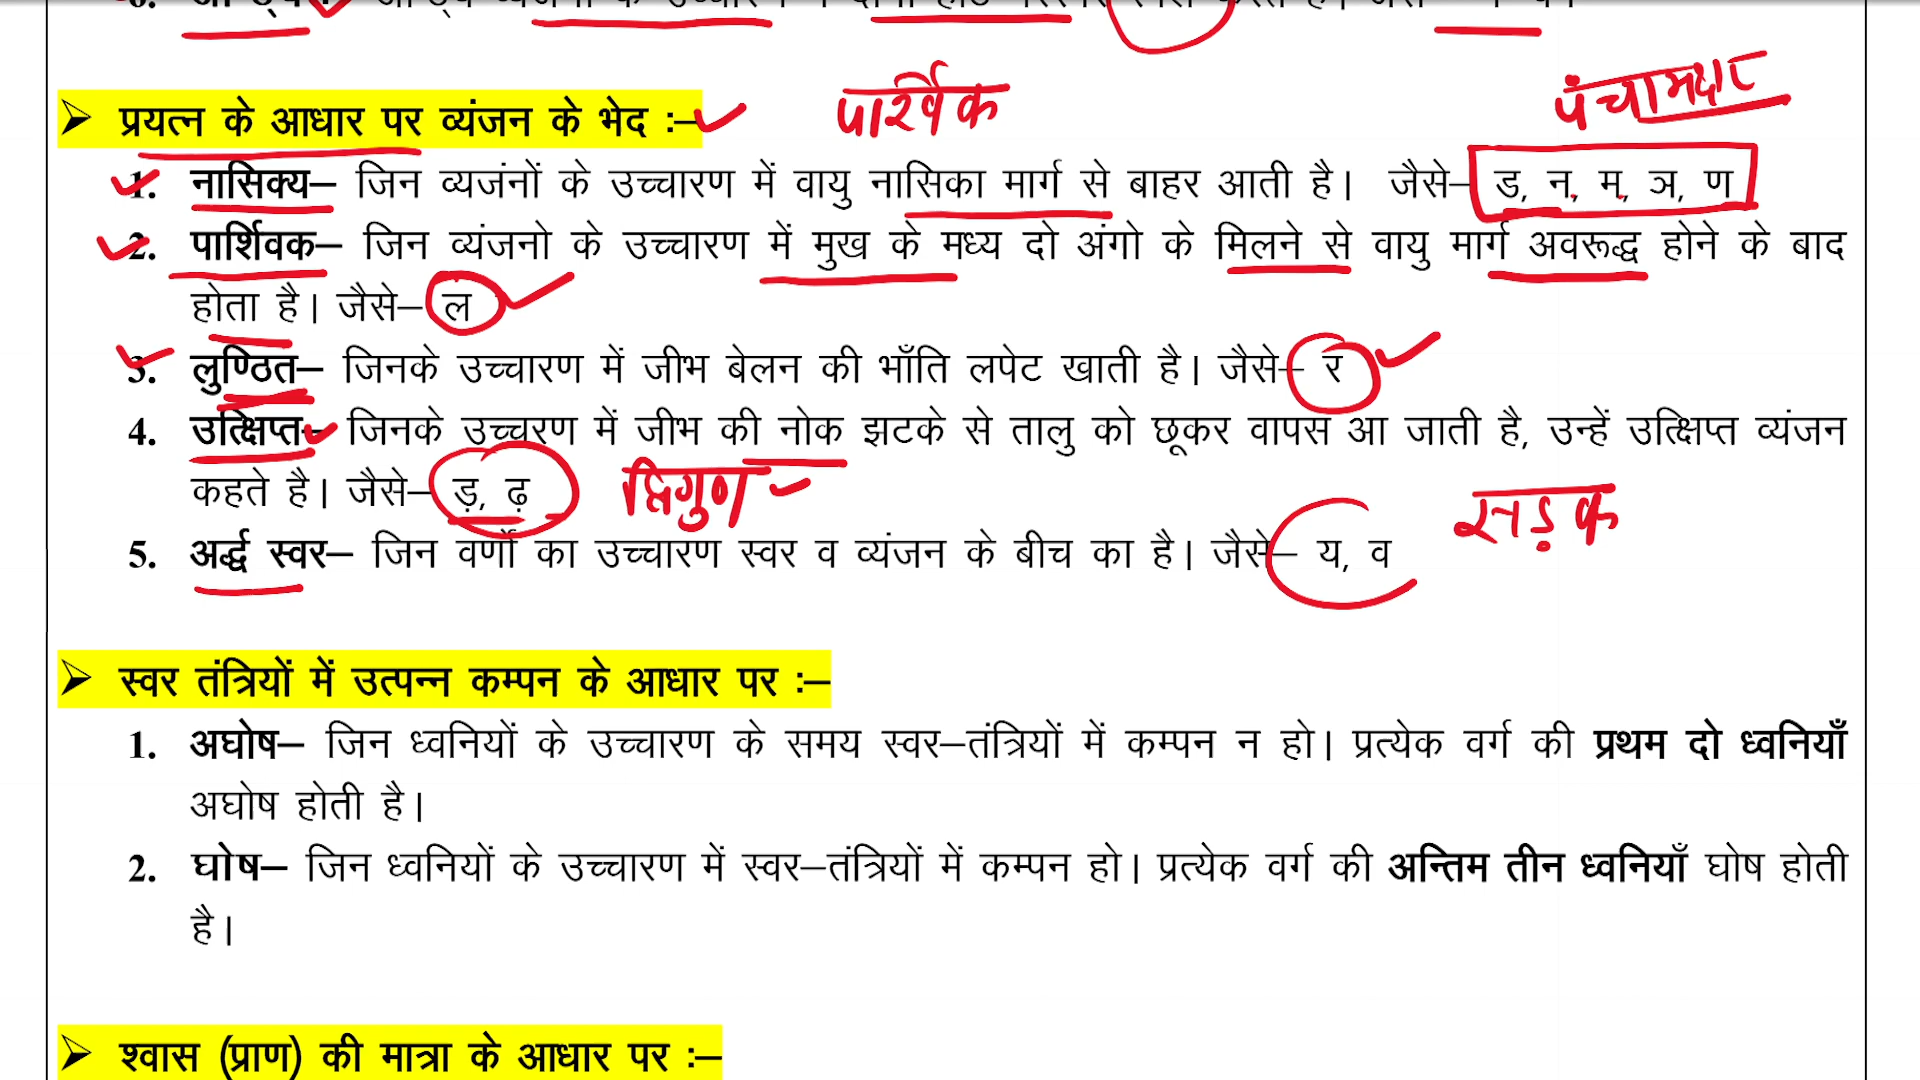 पार्श्विक
पंचामक्षर
➤ प्रयत्न के आधार पर व्यंजन के भेद :–
1. नासिक्य– जिन व्यजंनों के उच्चारण में वायु नासिका मार्ग से बाहर आती है। जैसे– ड, न, म, ञ, ण
2. पार्शिवक– जिन व्यंजनो के उच्चारण में मुख के मध्य दो अंगो के मिलने से वायु मार्ग अवरूद्ध होने के बाद
होता है। जैसे– ल
3. लुण्ठित– जिनके उच्चारण में जीभ बेलन की भाँति लपेट खाती है। जैसे– र
4. उत्क्षिप्त– जिनके उच्चरण में जीभ की नोक झटके से तालु को छूकर वापस आ जाती है, उन्हें उत्क्षिप्त व्यंजन
कहते है। जैसे– ड़, ढ़ द्विगुण
सड़क
5. अर्द्ध स्वर– जिन वर्णों का उच्चारण स्वर व व्यंजन के बीच का है। जैसे– य, व
➤ स्वर तंत्रियों में उत्पन्न कम्पन के आधार पर :–
1. अघोष– जिन ध्वनियों के उच्चारण के समय स्वर–तंत्रियों में कम्पन न हो। प्रत्येक वर्ग की प्रथम दो ध्वनियाँ
अघोष होती है।
2. घोष– जिन ध्वनियों के उच्चारण में स्वर–तंत्रियों में कम्पन हो। प्रत्येक वर्ग की अन्तिम तीन ध्वनियाँ घोष होती
है।
➤ श्वास (प्राण) की मात्रा के आधार पर :–